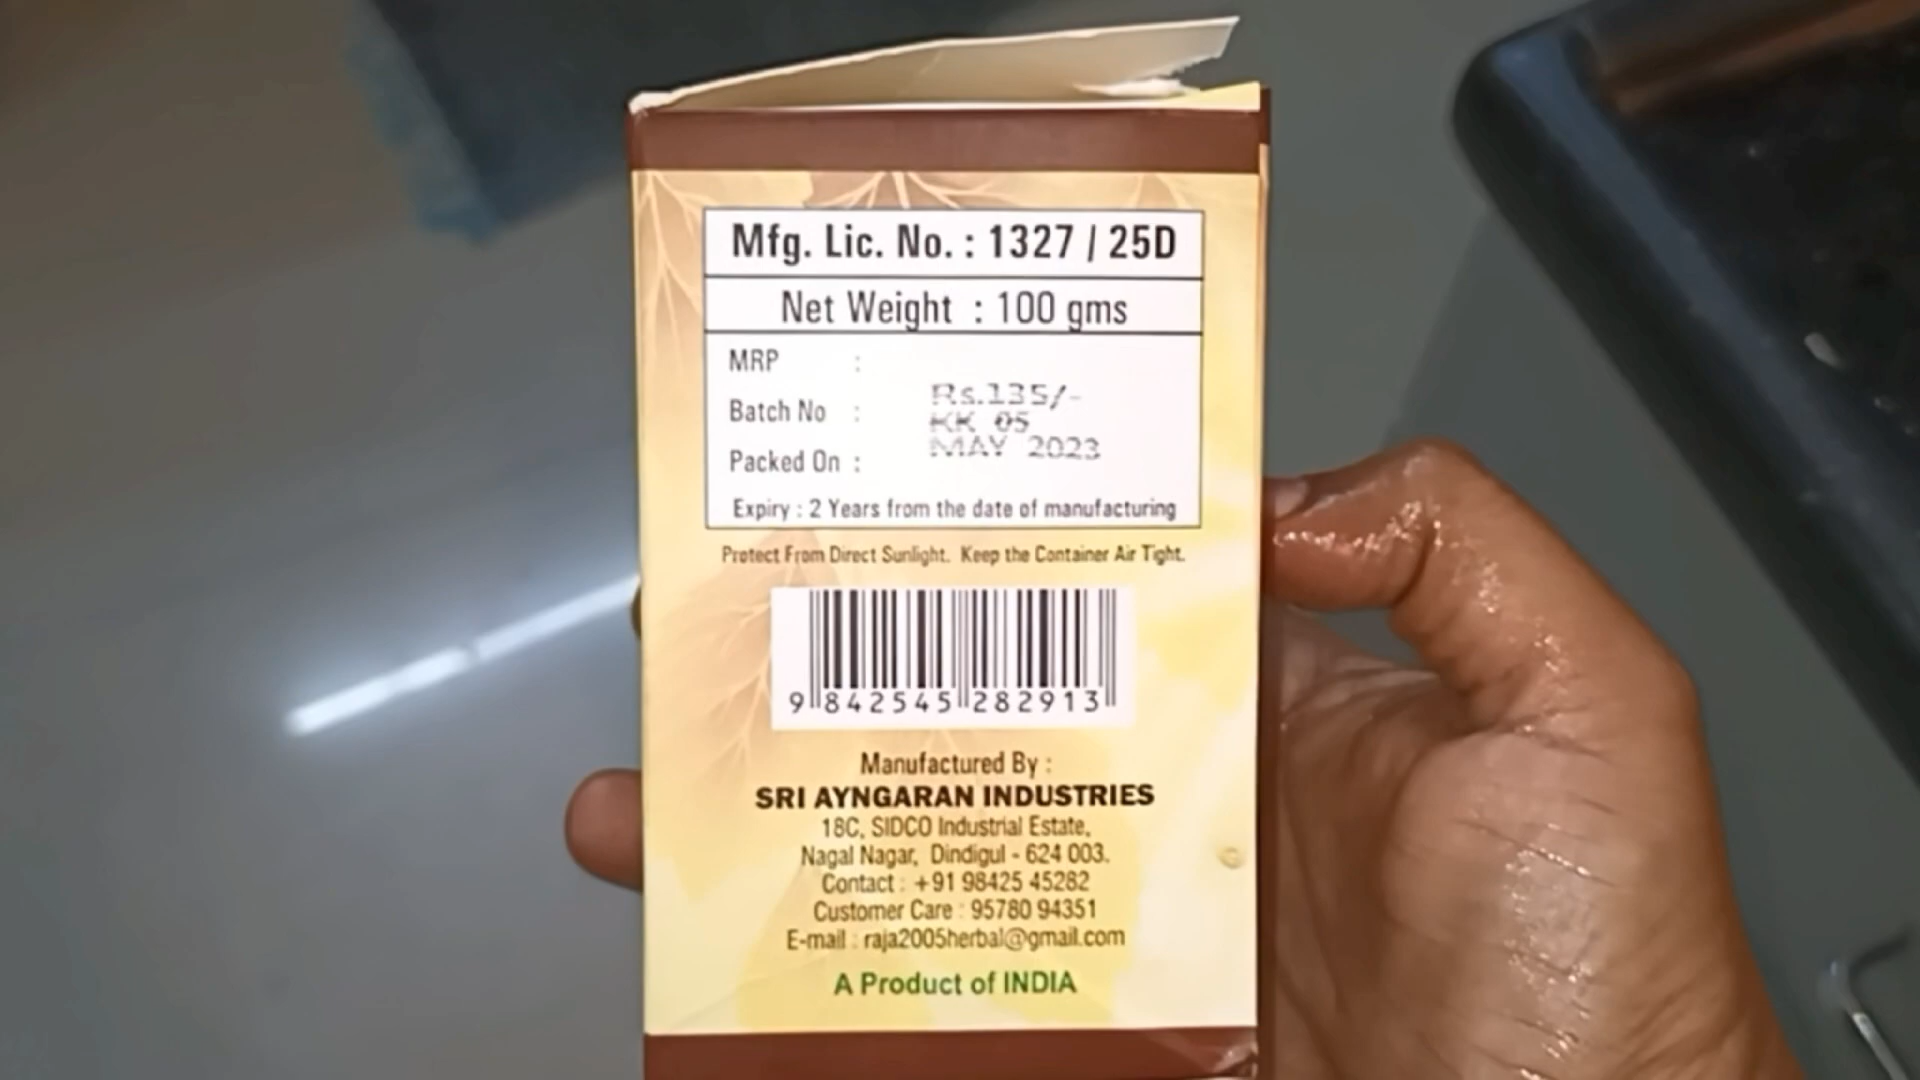 Mfg. Lic. No. : 1327 / 25D
Net Weight : 100 gms
MRP :
Rs.135/-
Batch No :
KK 05
MAY 2023
Packed On :
Expiry : 2 Years from the date of manufacturing
Protect From Direct Sunlight. Keep the Container Air Tight.
9 842545 282913
Manufactured By :
SRI AYNGARAN INDUSTRIES
18C, SIDCO Industrial Estate,
Nagal Nagar, Dindigul - 624 003.
Contact : +91 98425 45282
Customer Care : 95780 94351
E-mail : raja2005herbal@gmail.com
A Product of INDIA